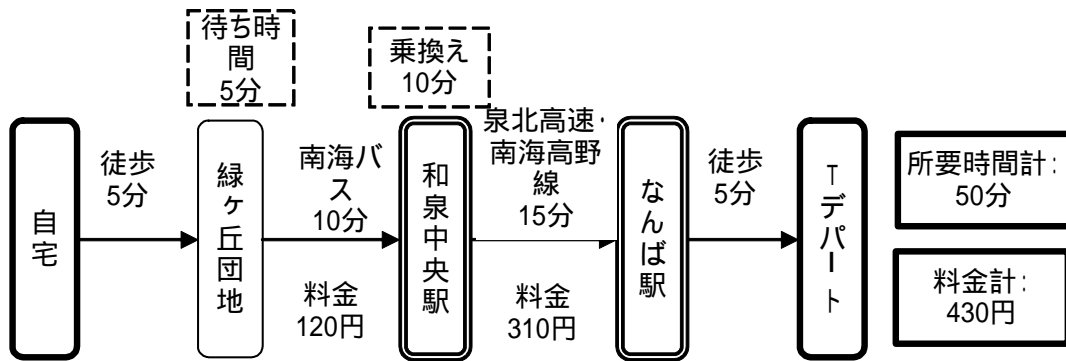 待ち時
間
5分
乗換え
10分
自宅
徒歩
5分
緑ヶ丘団地
南海バ
ス
10分
料金
120円
和泉中央駅
泉北高速・
南海高野
線
15分
料金
310円
なんば駅
徒歩
5分
Tデパート
所要時間計:
50分
料金計:
430円